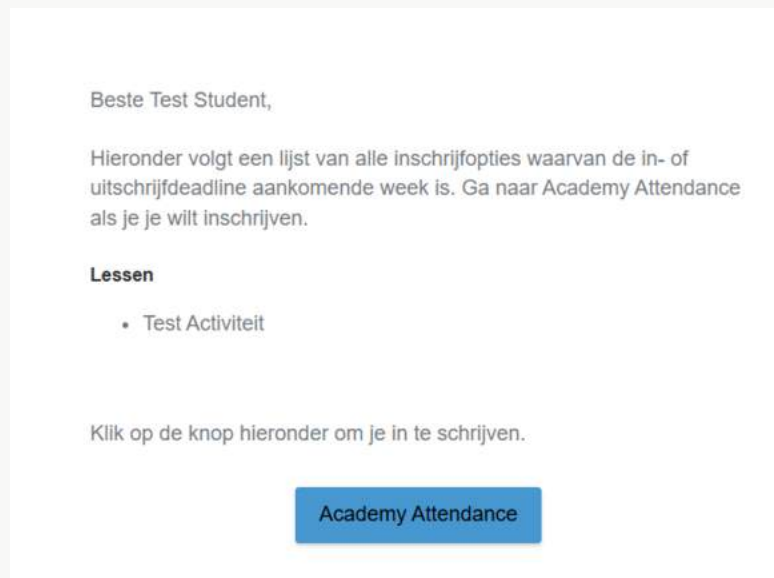 Beste Test Student,
Hieronder volgt een lijst van alle inschrijfopties waarvan de in- of
uitschrijfdeadline aankomende week is. Ga naar Academy Attendance
als je je wilt inschrijven.
Lessen
• Test Activiteit
Klik op de knop hieronder om je in te schrijven.
Academy Attendance